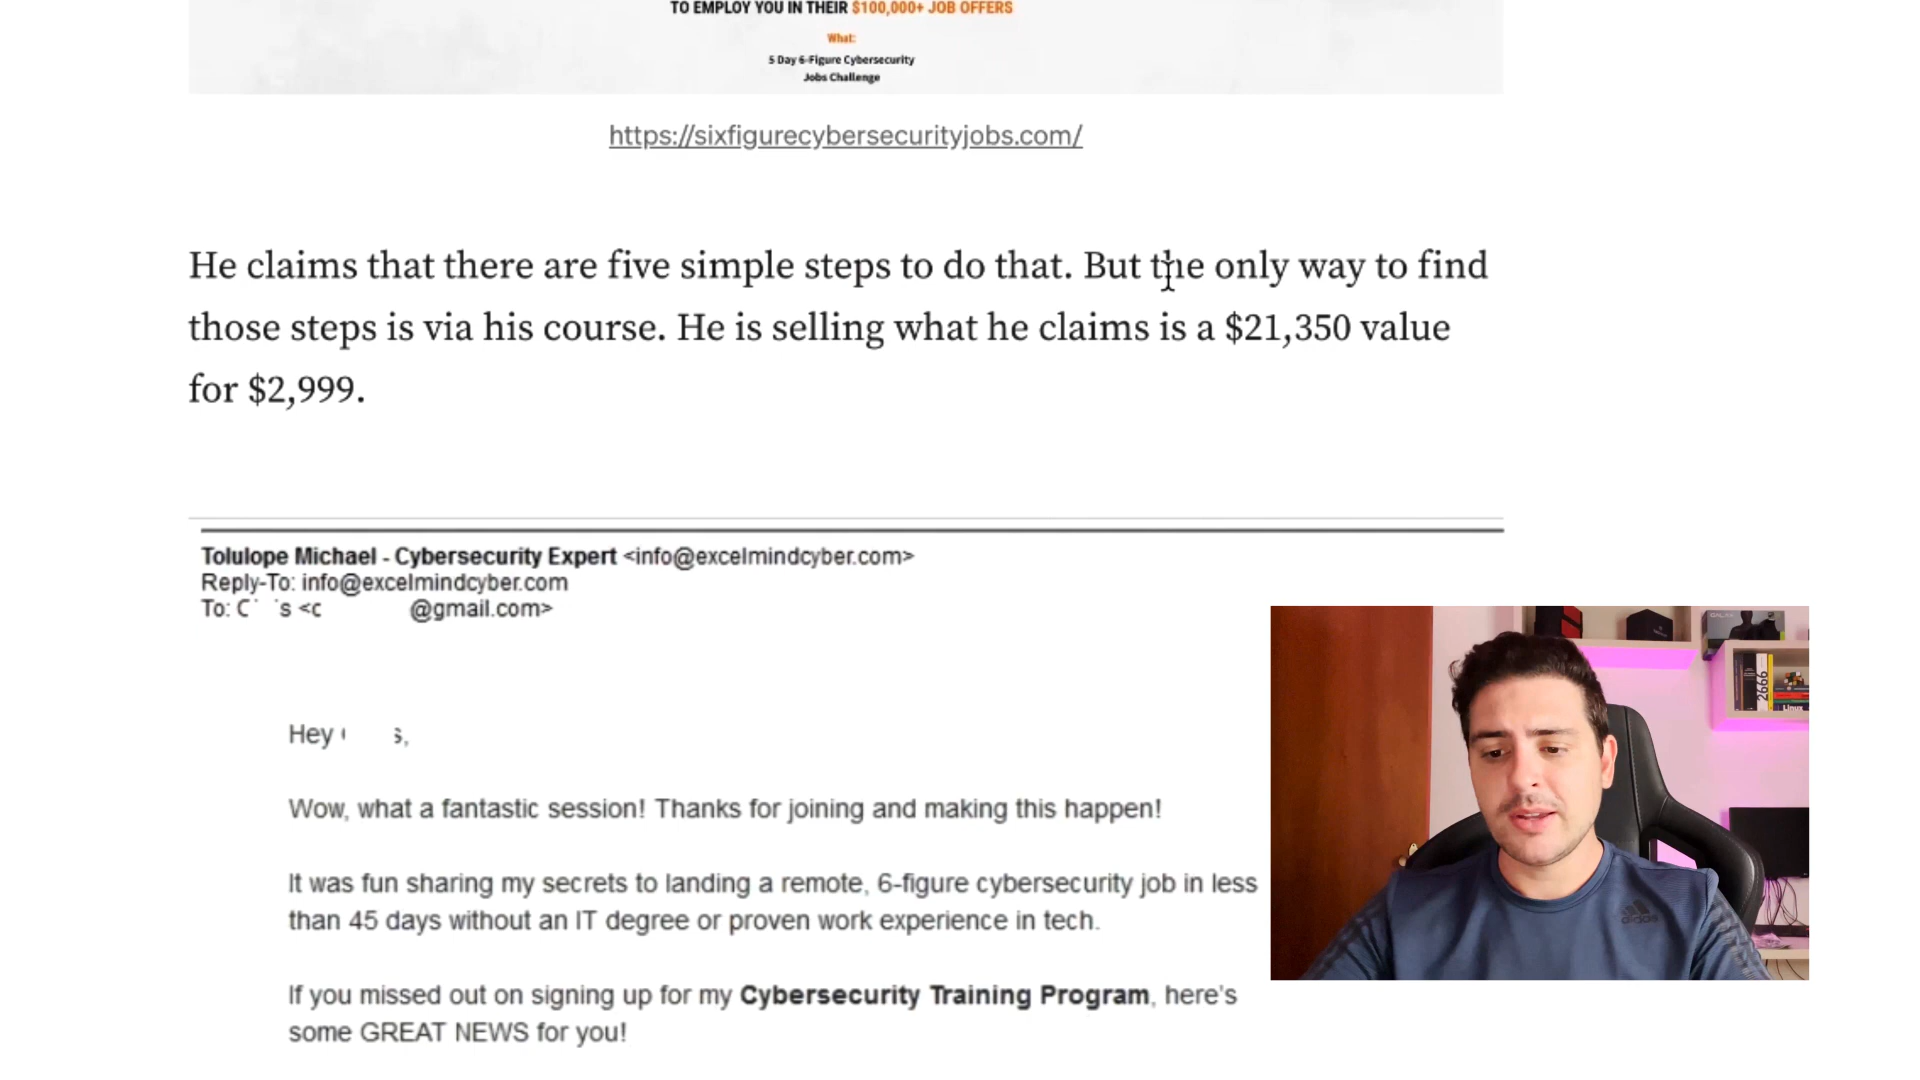 TO EMPLOY YOU IN THEIR $100,000+ JOB OFFERS
What:
5 Day 6-Figure Cybersecurity
Jobs Challenge
https://sixfigurecybersecurityjobs.com/
He claims that there are five simple steps to do that. But the only way to find
those steps is via his course. He is selling what he claims is a $21,350 value
for $2,999.
Tolulope Michael - Cybersecurity Expert <info@excelmindcyber.com>
Reply-To: info@excelmindcyber.com
To: C s <c @gmail.com>
Hey s,
Wow, what a fantastic session! Thanks for joining and making this happen!
It was fun sharing my secrets to landing a remote, 6-figure cybersecurity job in less
than 45 days without an IT degree or proven work experience in tech.
If you missed out on signing up for my Cybersecurity Training Program, here's
some GREAT NEWS for you!
2666
Linux
adidas